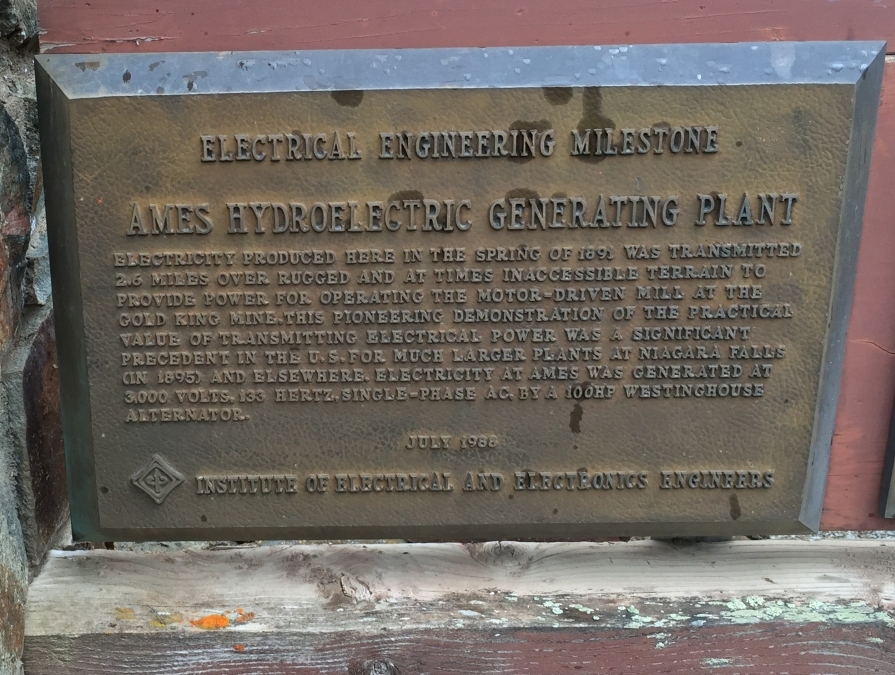 ELECTRICAL ENGINEERING MILESTONE
AMES HYDROELECTRIC GENERATING PLANT
ELECTRICITY PRODUCED HERE IN THE SPRING OF 1891 WAS TRANSMITTED
2.6 MILES OVER RUGGED AND AT TIMES INACCESSIBLE TERRAIN TO
PROVIDE POWER FOR OPERATING THE MOTOR-DRIVEN MILL AT THE
GOLD KING MINE. THIS PIONEERING DEMONSTRATION OF THE PRACTICAL
VALUE OF TRANSMITTING ELECTRICAL POWER WAS A SIGNIFICANT
PRECEDENT IN THE U.S. FOR MUCH LARGER PLANTS AT NIAGARA FALLS
(IN 1895) AND ELSEWHERE. ELECTRICITY AT AMES WAS GENERATED AT
3,000 VOLTS, 133 HERTZ, SINGLE-PHASE AC, BY A 100HP WESTINGHOUSE
ALTERNATOR.
JULY 1988
INSTITUTE OF ELECTRICAL AND ELECTRONICS ENGINEERS